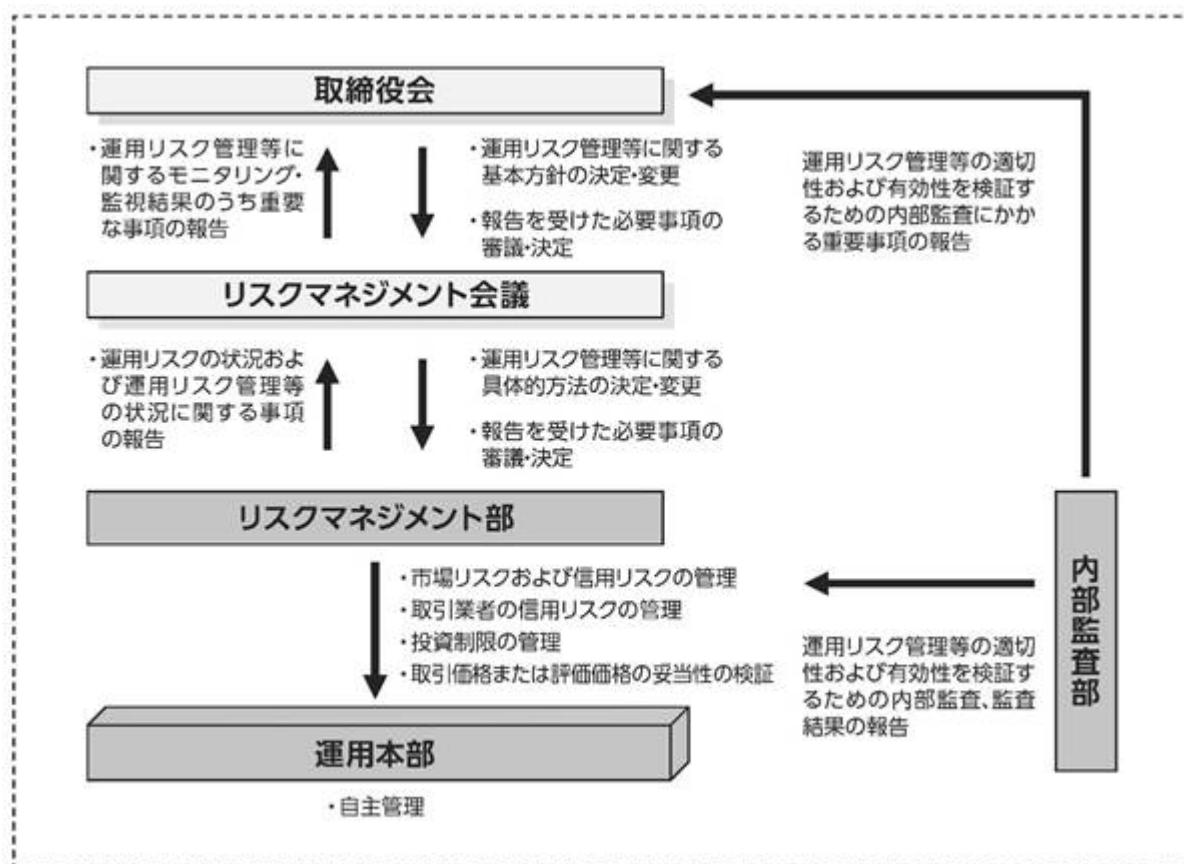 取締役会
・運用リスク管理等に
関するモニタリング・
監視結果のうち重要
な事項の報告
・運用リスク管理等に関する
基本方針の決定・変更
・報告を受けた必要事項の
審議・決定
運用リスク管理等の適切
性および有効性を検証す
るための内部監査にかか
る重要事項の報告
リスクマネジメント会議
・運用リスクの状況およ
び運用リスク管理等
の状況に関する事項
の報告
・運用リスク管理等に関する
具体的方法の決定・変更
・報告を受けた必要事項の
審議・決定
リスクマネジメント部
・市場リスクおよび信用リスクの管理
・取引業者の信用リスクの管理
・投資制限の管理
・取引価格または評価価格の妥当性の検証
運用リスク管理等の適切
性および有効性を検証す
るための内部監査、監査
結果の報告
内部監査部
運用本部
・自主管理